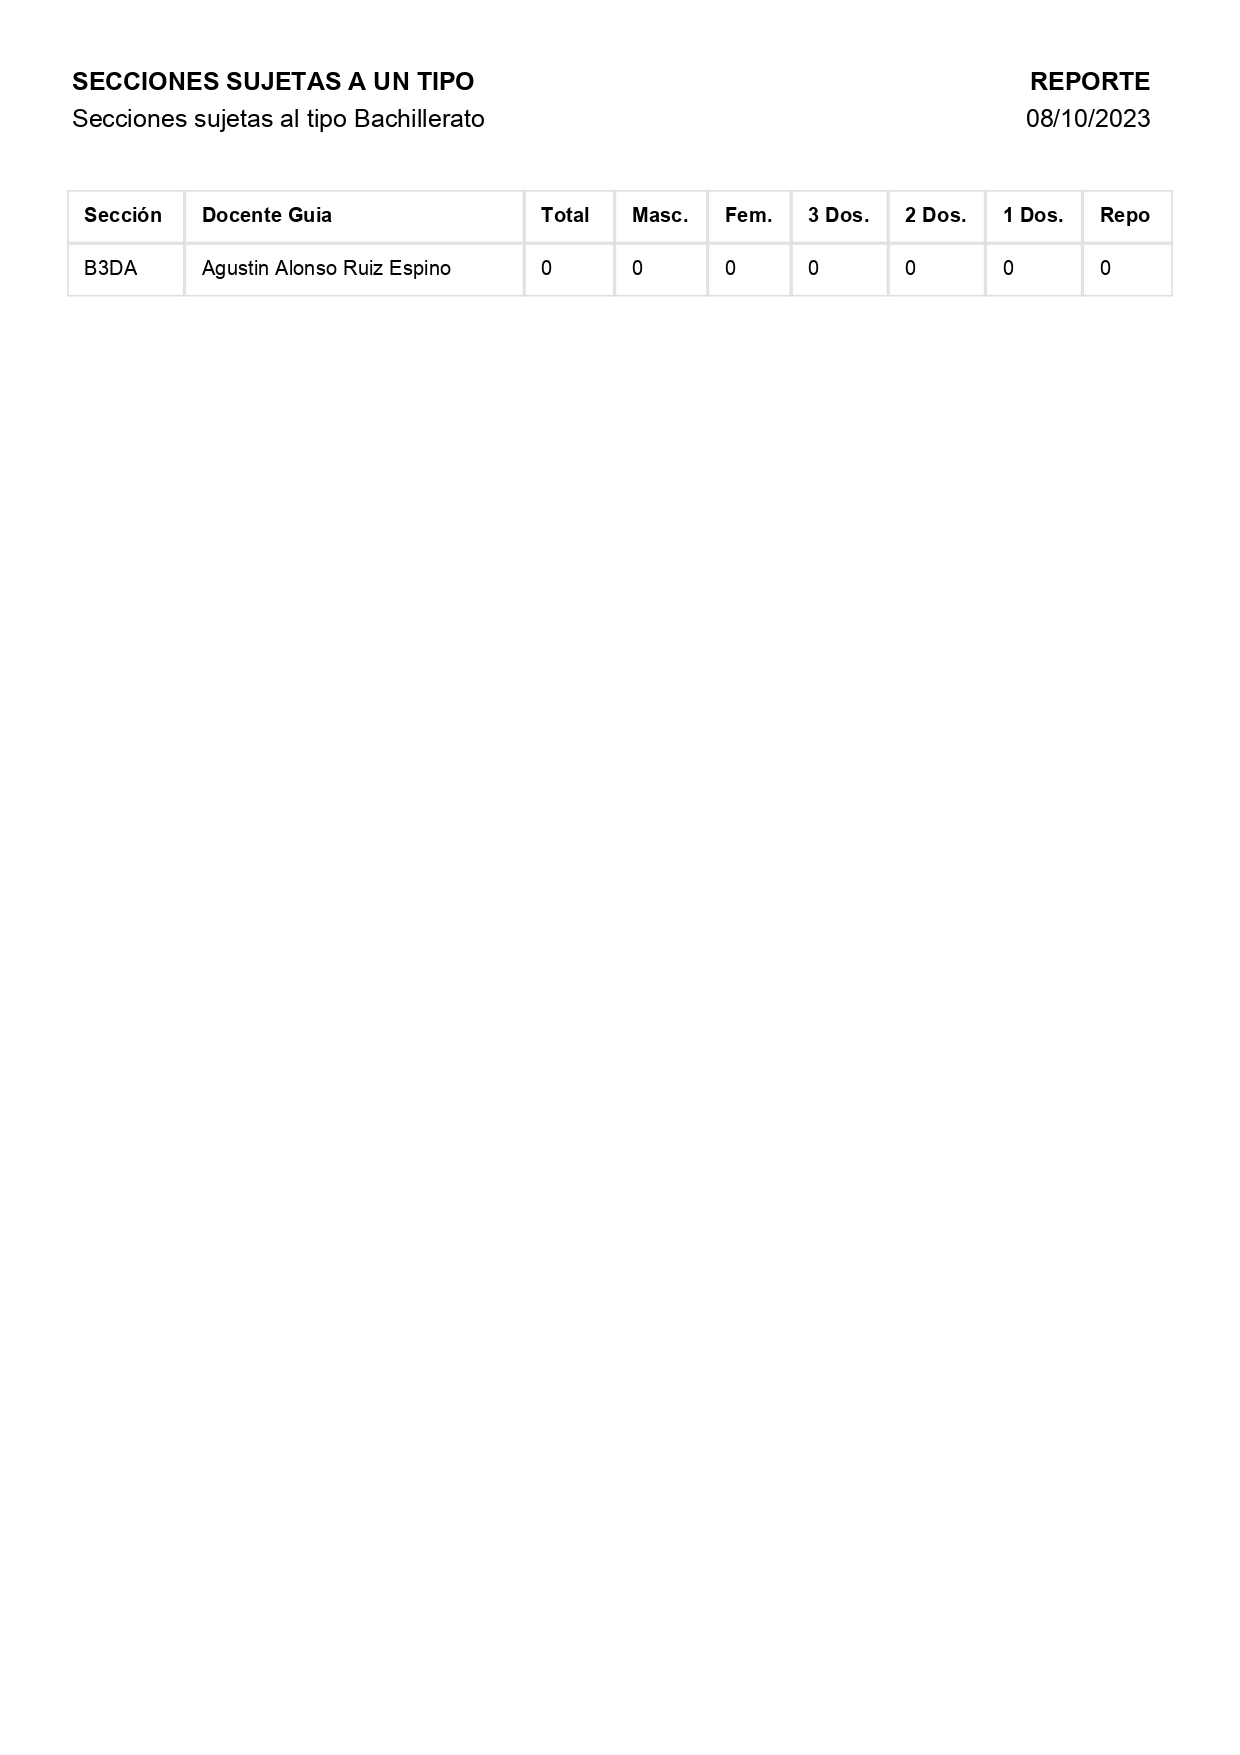 SECCIONES SUJETAS A UN TIPO REPORTE
Secciones sujetas al tipo Bachillerato 08/10/2023
Sección Docente Guia Total Masc. Fem. 3 Dos. 2 Dos. 1 Dos. Repo
B3DA Agustin Alonso Ruiz Espino 0 0 0 0 0 0 0